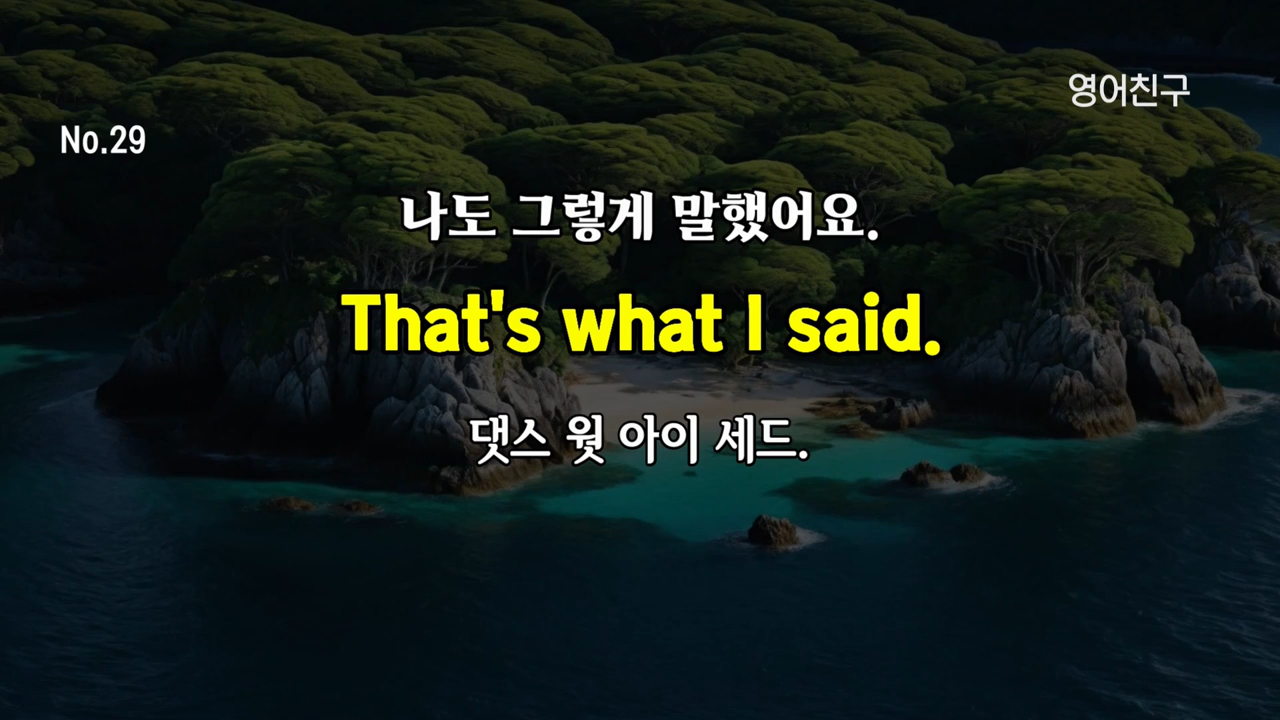 영어친구
No.29
나도 그렇게 말했어요.
That's what I said.
댓스 웟 아이 세드.